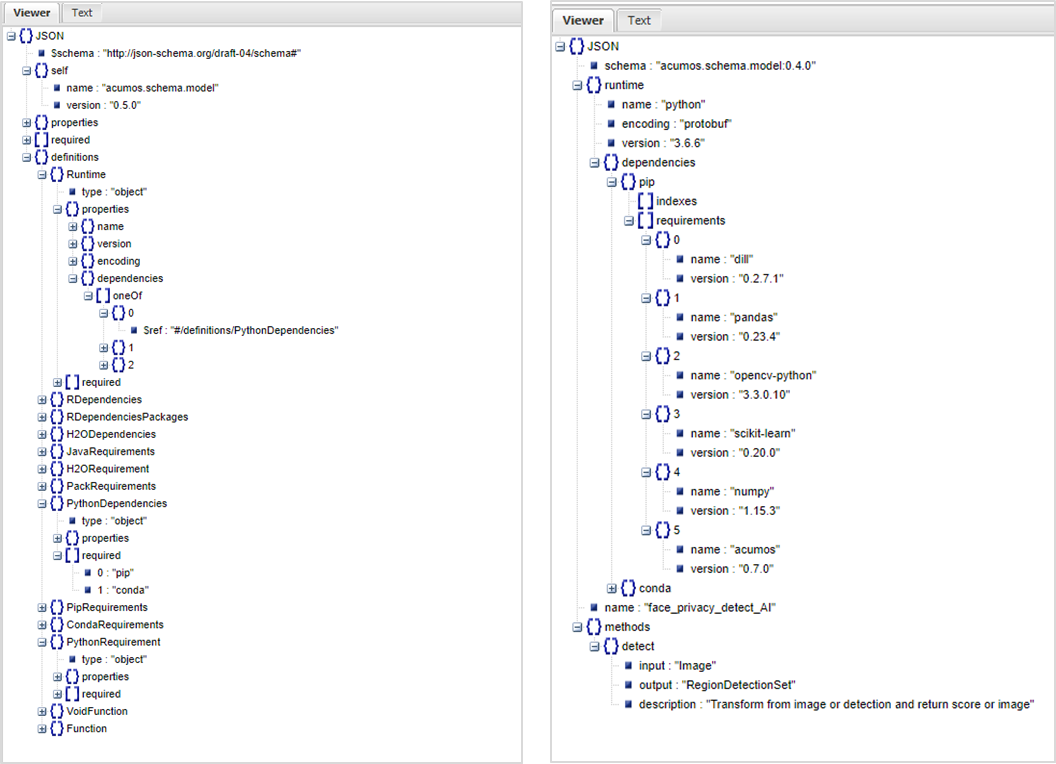 Viewer Text
JSON
$schema : "http://json-schema.org/draft-04/schema#"
self
name : "acumos.schema.model"
version : "0.5.0"
properties
required
definitions
Runtime
type : "object"
properties
name
version
encoding
dependencies
oneOf
0
$ref : "#/definitions/PythonDependencies"
1
2
required
RDependencies
RDependenciesPackages
H2ODependencies
JavaRequirements
H2ORequirement
PackRequirements
PythonDependencies
type : "object"
properties
required
0 : "pip"
1 : "conda"
PipRequirements
CondaRequirements
PythonRequirement
type : "object"
properties
required
VoidFunction
Function
Viewer Text
JSON
schema : "acumos.schema.model:0.4.0"
runtime
name : "python"
encoding : "protobuf"
version : "3.6.6"
dependencies
pip
indexes
requirements
0
name : "dill"
version : "0.2.7.1"
1
name : "pandas"
version : "0.23.4"
2
name : "opencv-python"
version : "3.3.0.10"
3
name : "scikit-learn"
version : "0.20.0"
4
name : "numpy"
version : "1.15.3"
5
name : "acumos"
version : "0.7.0"
conda
name : "face_privacy_detect_AI"
methods
detect
input : "Image"
output : "RegionDetectionSet"
description : "Transform from image or detection and return score or image"